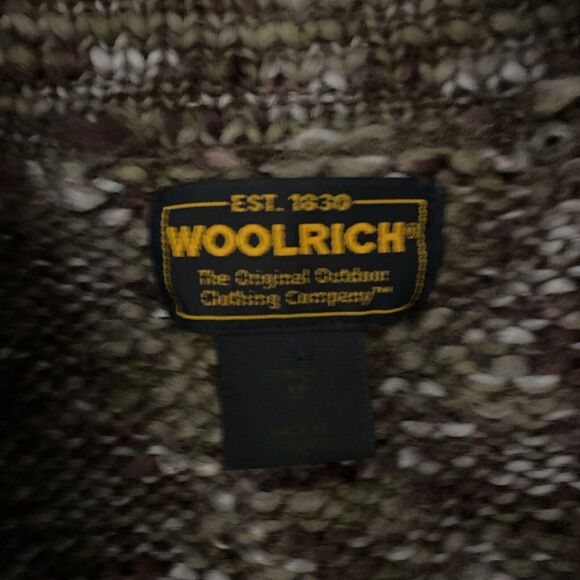 EST. 1830
WOOLRICH®
The Original Outdoor
Clothing Company™